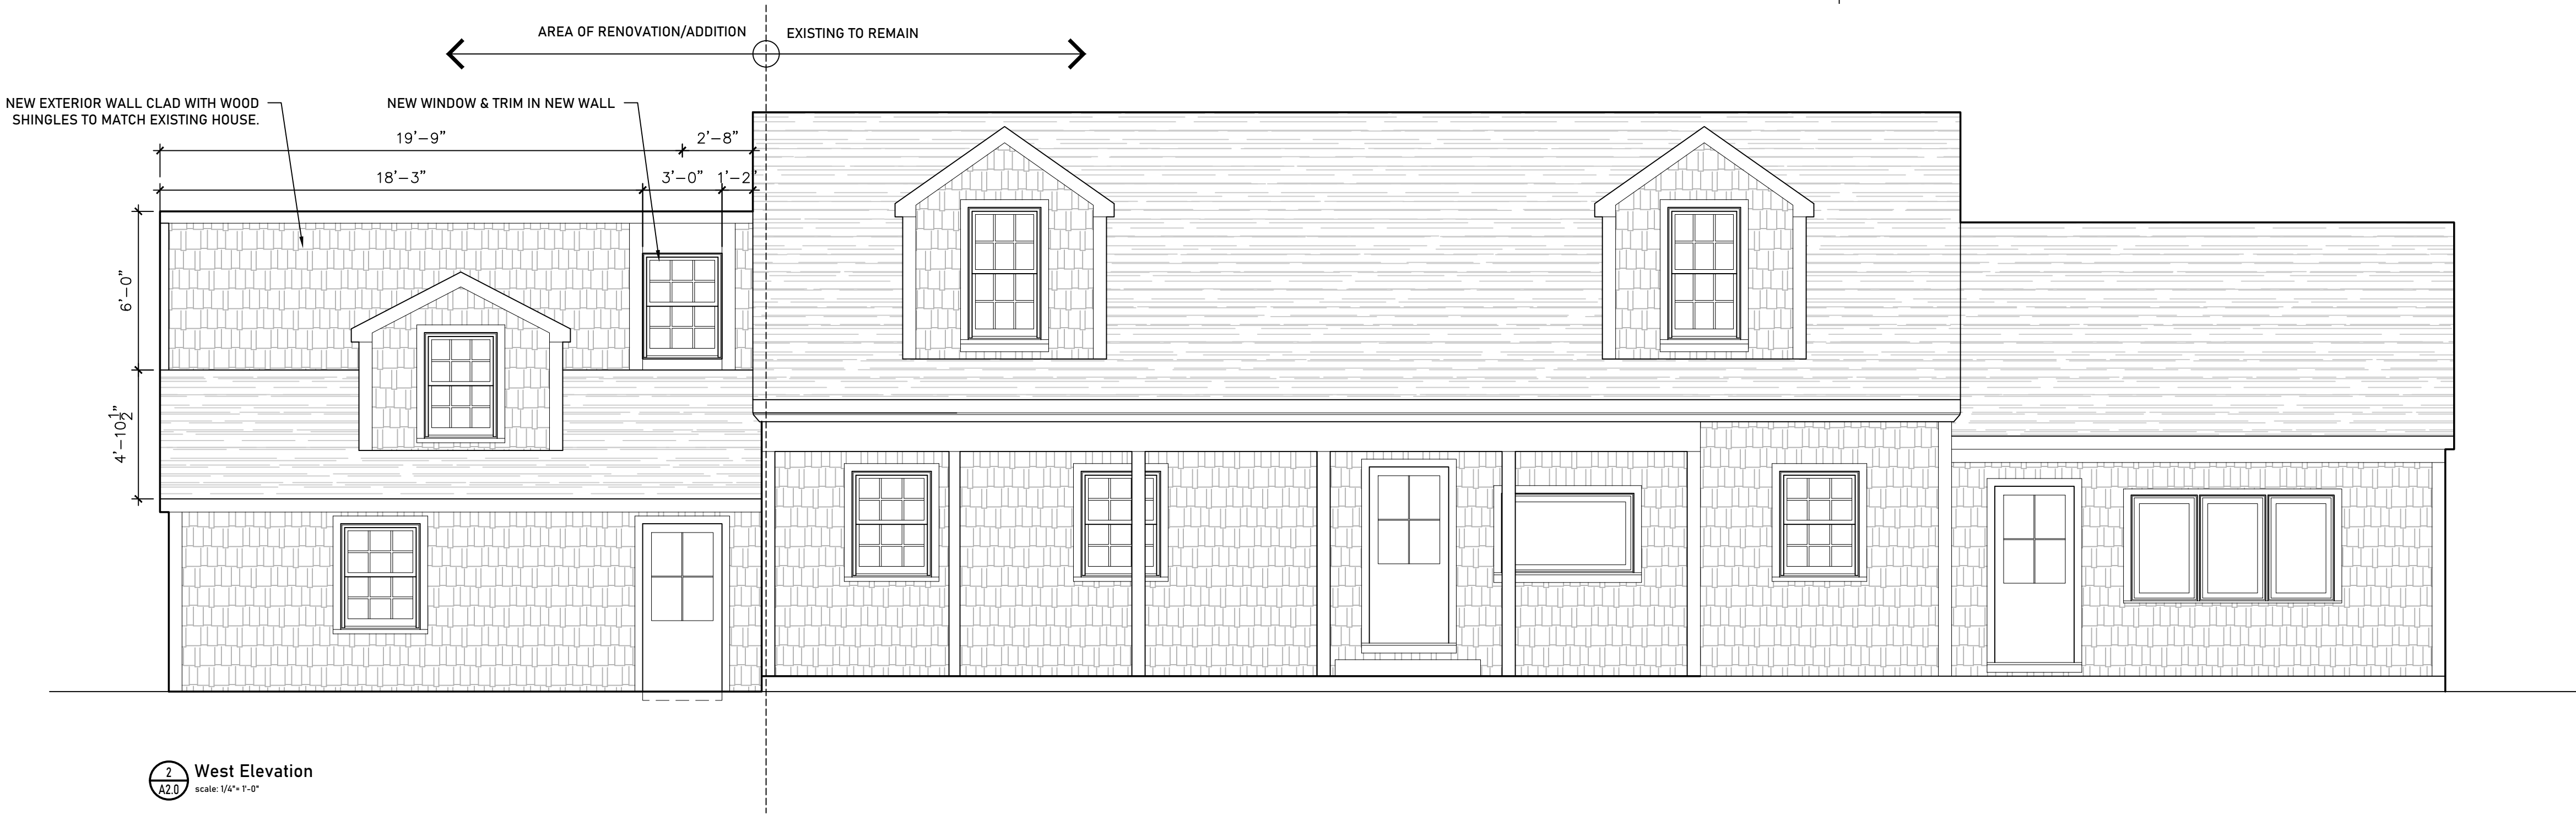 AREA OF RENOVATION/ADDITION
EXISTING TO REMAIN
NEW EXTERIOR WALL CLAD WITH WOOD
SHINGLES TO MATCH EXISTING HOUSE.
NEW WINDOW & TRIM IN NEW WALL
19'-9"
2'-8"
18'-3"
3'-0"
1'-2"
6'-0"
4'-10 1/2"
2
A2.0
West Elevation
scale: 1/4"= 1'-0"